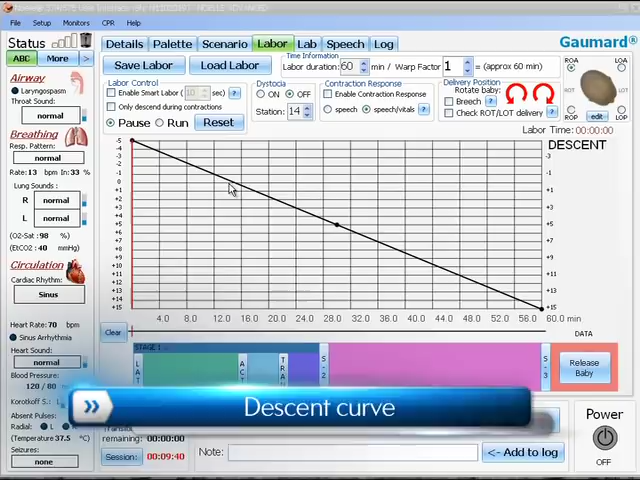 File Setup Monitors CPR Help
Status
Details Palette Scenario Labor Lab Speech Log
Gaumard®
ABC More >
Save Labor Load Labor
Time Information
Labor duration: 60 min / Warp Factor 1 = (approx 60 min)
Airway
Laryngospasm
Throat Sound:
normal
Labor Control
Enable Smart Labor ( 10 sec) ?
Only descend during contractions
Pause Run Reset
Dystocia
ON OFF
Station: 14
Contraction Response
Enable Contraction Response
speech speech/vitals ?
Delivery Position
Rotate baby:
Breech ?
Check ROT/LOT delivery ?
ROA LOA
ROT LOT
ROP edit LOP
Labor Time: 00:00:00
Breathing
Resp. Pattern:
normal
Rate: 13 bpm In: 33 %
Lung Sounds :
R normal
L normal
(O2-Sat : 98 %)
(EtCO2 : 40 mmHg)
DESCENT
-5
-4
-3
-2
-1
0
+1
+2
+3
+4
+5
+6
+7
+8
+9
+10
+11
+12
+13
+14
+15
-3
0
+3
+5
+7
+9
+11
+13
+15
4.0 8.0 12.0 16.0 20.0 24.0 28.0 32.0 36.0 40.0 44.0 48.0 52.0 56.0 60.0 min
Circulation
Cardiac Rhythm:
Sinus
Heart Rate: 70 bpm
Sinus Arrhythmia
Heart Sound:
normal
Blood Pressure:
120 / 80
Korotkoff S.:
Absent Pulses:
Radial: L R
(Temperature 37.5 °C)
Seizures:
none
Clear
DATA
STAGE 1
LAT
ACT
TRA
S-2
S-3
Release
Baby
Descent curve
remaining: 00:00:00
Session: 00:09:40
Note:
<- Add to log
Power
OFF